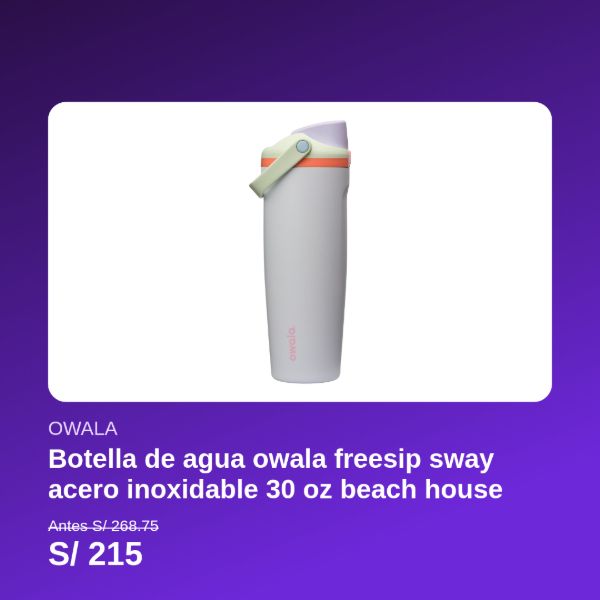 owala
OWALA
Botella de agua owala freesip sway
acero inoxidable 30 oz beach house
Antes S/ 268.75
S/ 215